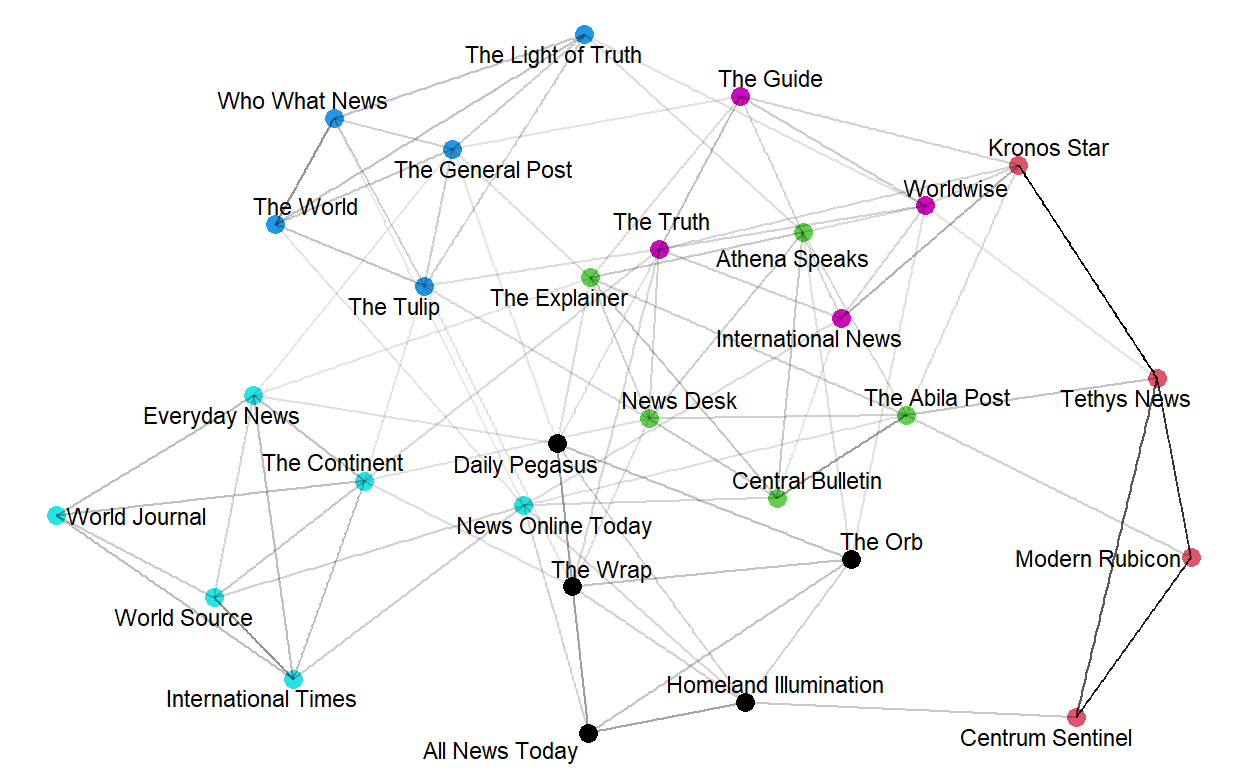 The Light of Truth
The Guide
Who What News
Kronos Star
The General Post
Worldwise
The World
The Truth
Athena Speaks
The Explainer
The Tulip
International News
The Abila Post
Tethys News
News Desk
Everyday News
The Continent
Daily Pegasus
Central Bulletin
World Journal
News Online Today
The Orb
Modern Rubicon
The Wrap
World Source
Homeland Illumination
International Times
Centrum Sentinel
All News Today